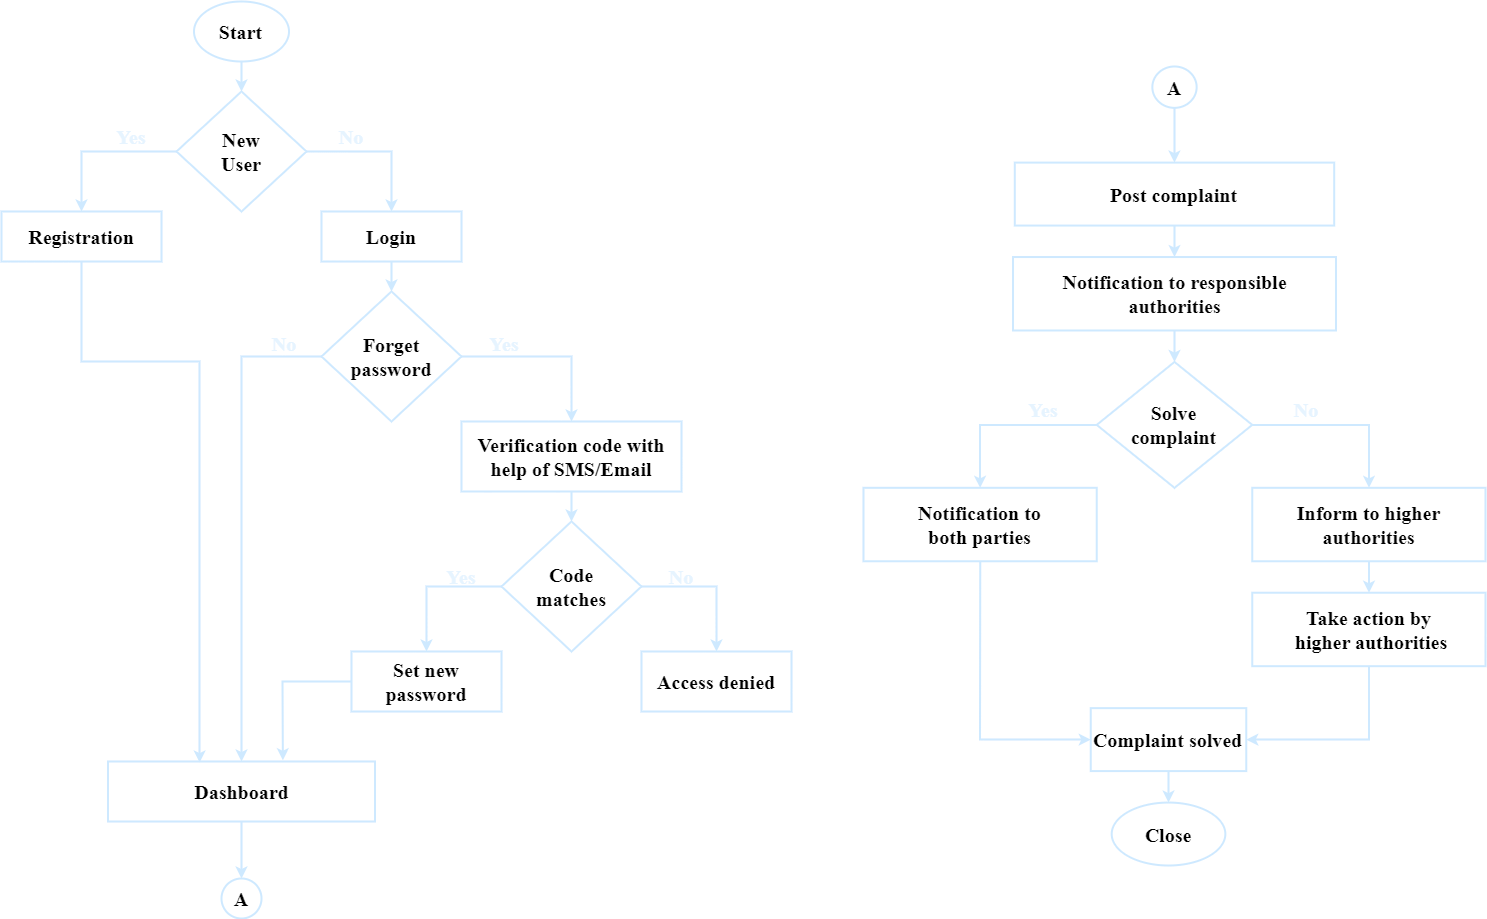 Start
New
User
Yes
No
Registration
Login
Forget
password
No
Yes
Verification code with
help of SMS/Email
Code
matches
Yes
No
Set new
password
Access denied
Dashboard
A
A
Post complaint
Notification to responsible
authorities
Solve
complaint
Yes
No
Notification to
both parties
Inform to higher
authorities
Take action by
higher authorities
Complaint solved
Close